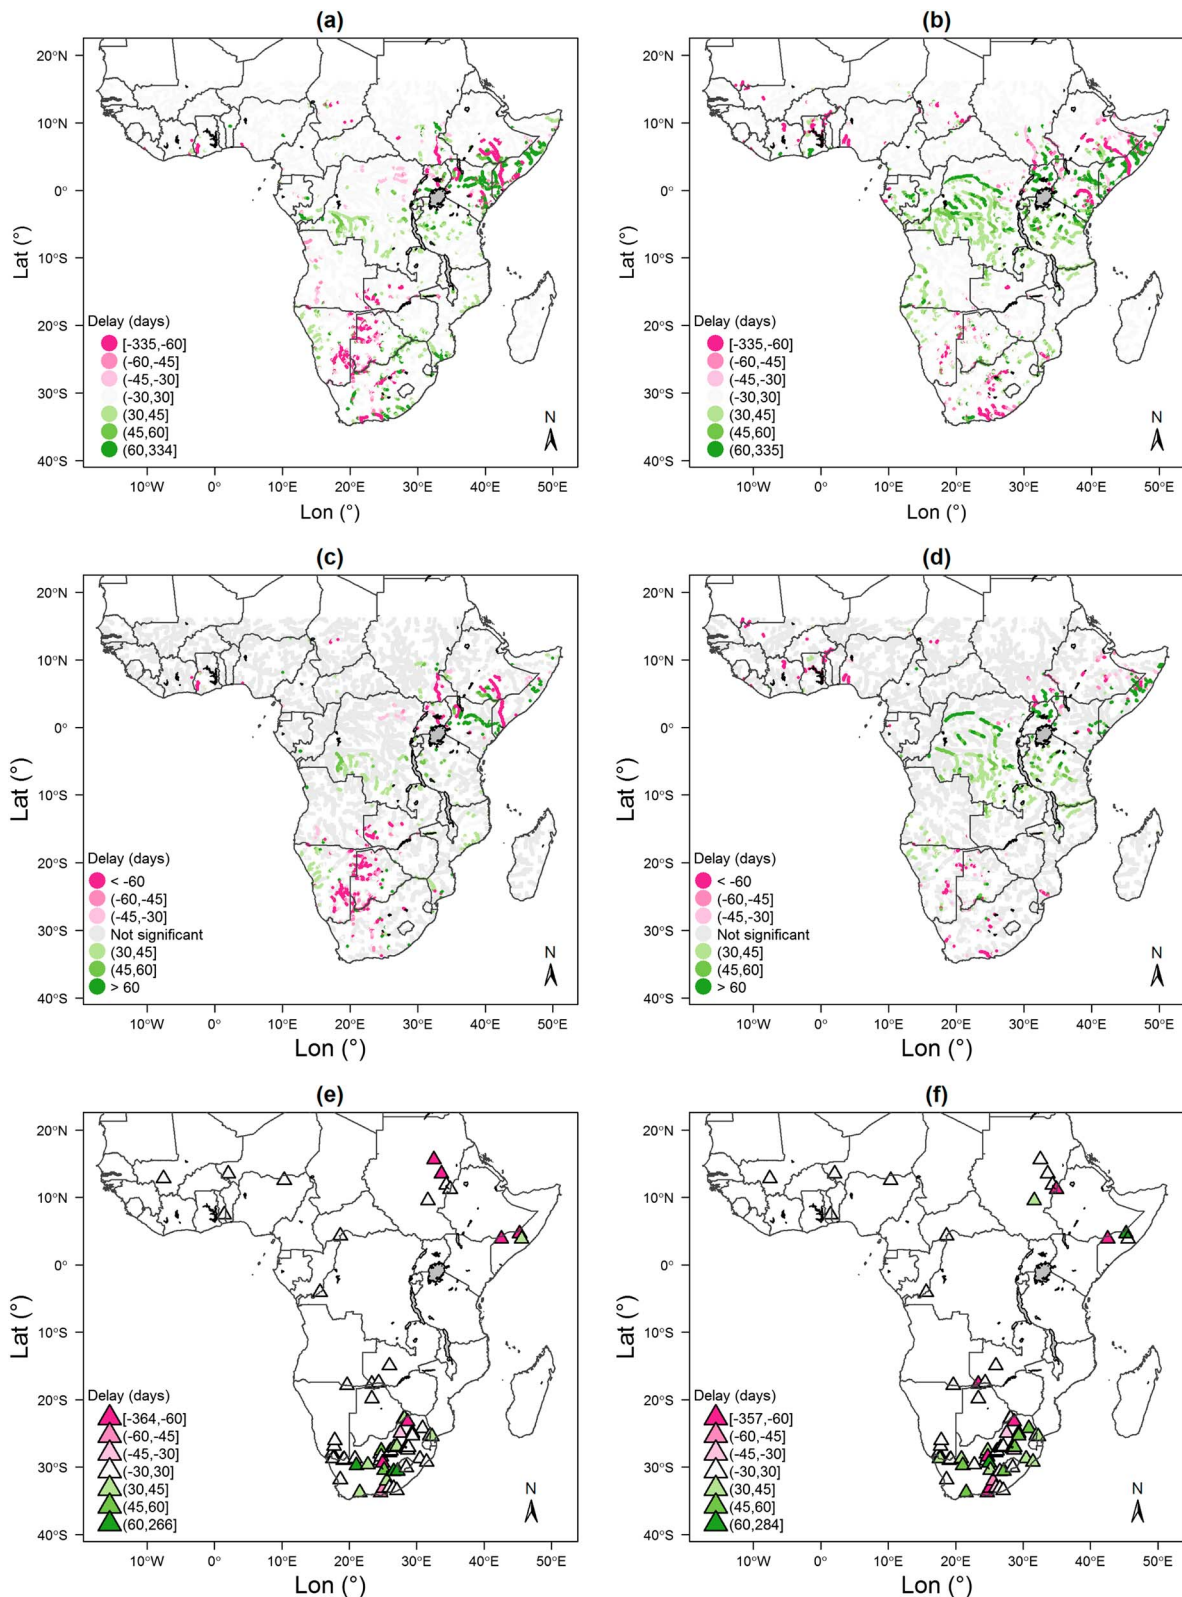 (a)
20°N
10°N
0°
10°S
20°S
30°S
40°S
Lat (°)
Delay (days)
[-335,-60]
(-60,-45]
(-45,-30]
(-30,30]
(30,45]
(45,60]
(60,334]
N
10°W 0° 10°E 20°E 30°E 40°E 50°E
Lon (°)
(b)
20°N
10°N
0°
10°S
20°S
30°S
40°S
Lat (°)
Delay (days)
[-335,-60]
(-60,-45]
(-45,-30]
(-30,30]
(30,45]
(45,60]
(60,335]
N
10°W 0° 10°E 20°E 30°E 40°E 50°E
Lon (°)
(c)
20°N
10°N
0°
10°S
20°S
30°S
40°S
Lat (°)
Delay (days)
< -60
(-60,-45]
(-45,-30]
Not significant
(30,45]
(45,60]
> 60
N
10°W 0° 10°E 20°E 30°E 40°E 50°E
Lon (°)
(d)
20°N
10°N
0°
10°S
20°S
30°S
40°S
Lat (°)
Delay (days)
< -60
(-60,-45]
(-45,-30]
Not significant
(30,45]
(45,60]
> 60
N
10°W 0° 10°E 20°E 30°E 40°E 50°E
Lon (°)
(e)
20°N
10°N
0°
10°S
20°S
30°S
40°S
Lat (°)
Delay (days)
[-364,-60]
(-60,-45]
(-45,-30]
(-30,30]
(30,45]
(45,60]
(60,266]
N
10°W 0° 10°E 20°E 30°E 40°E 50°E
Lon (°)
(f)
20°N
10°N
0°
10°S
20°S
30°S
40°S
Lat (°)
Delay (days)
[-357,-60]
(-60,-45]
(-45,-30]
(-30,30]
(30,45]
(45,60]
(60,284]
N
10°W 0° 10°E 20°E 30°E 40°E 50°E
Lon (°)